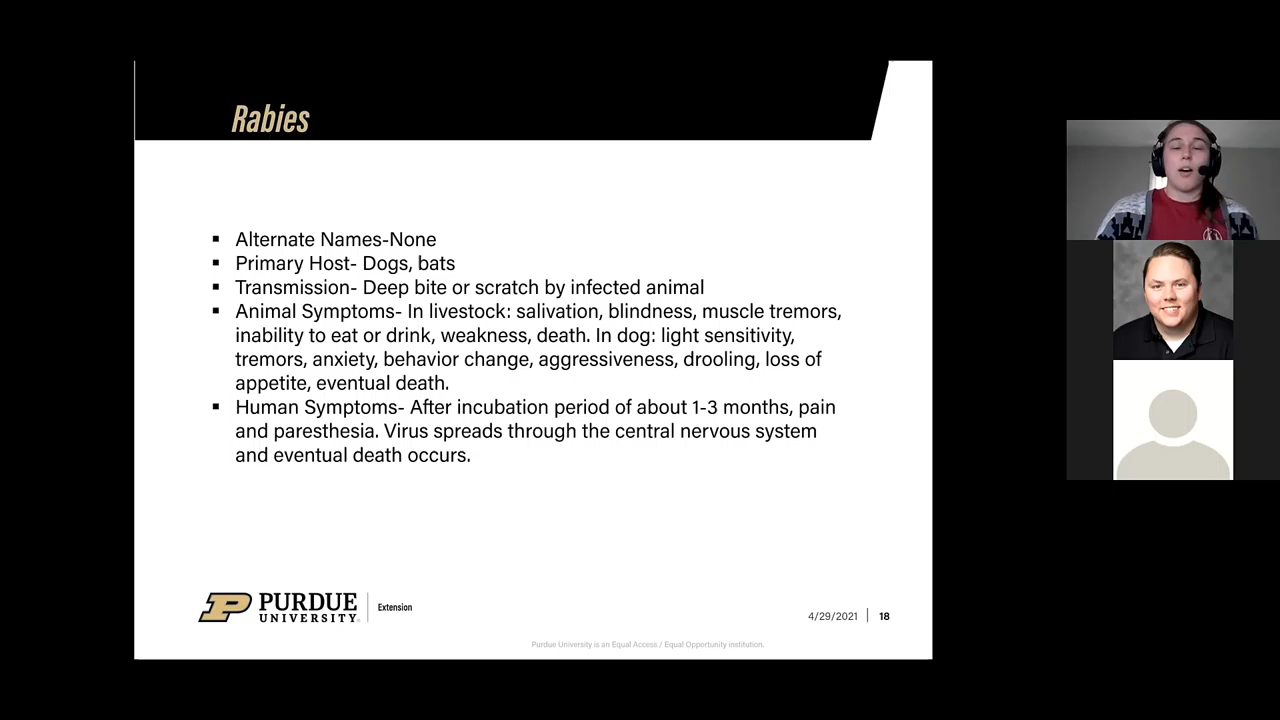 Rabies
▪ Alternate Names-None
▪ Primary Host- Dogs, bats
▪ Transmission- Deep bite or scratch by infected animal
▪ Animal Symptoms- In livestock: salivation, blindness, muscle tremors,
inability to eat or drink, weakness, death. In dog: light sensitivity,
tremors, anxiety, behavior change, aggressiveness, drooling, loss of
appetite, eventual death.
▪ Human Symptoms- After incubation period of about 1-3 months, pain
and paresthesia. Virus spreads through the central nervous system
and eventual death occurs.
P PURDUE UNIVERSITY. | Extension
4/29/2021 | 18
Purdue University is an Equal Access / Equal Opportunity institution.